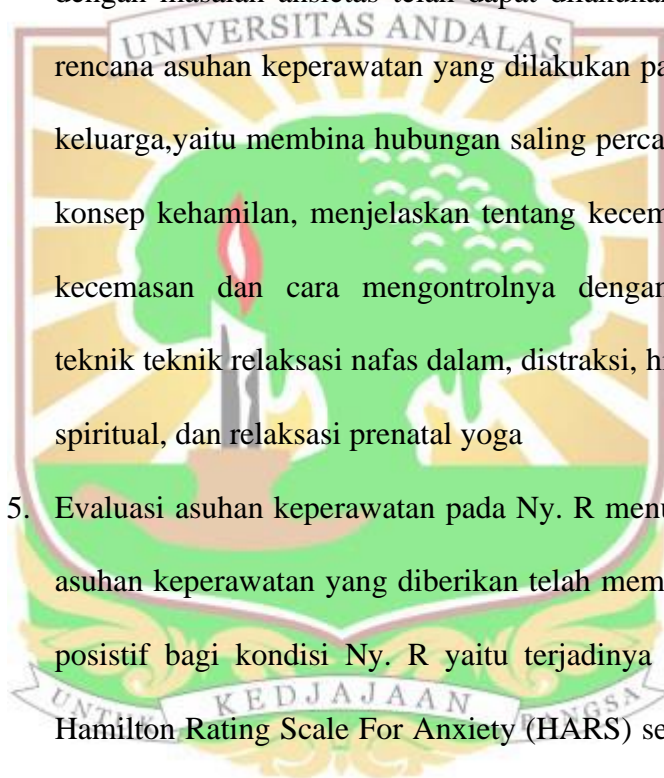 dengan masalah ansietas telah dapat dilakukan
UNIVERSITAS ANDALAS
rencana asuhan keperawatan yang dilakukan pa
keluarga,yaitu membina hubungan saling perca
konsep kehamilan, menjelaskan tentang kecem
kecemasan dan cara mengontrolnya dengan
teknik teknik relaksasi nafas dalam, distraksi, hi
spiritual, dan relaksasi prenatal yoga
5. Evaluasi asuhan keperawatan pada Ny. R menu
asuhan keperawatan yang diberikan telah mem
posistif bagi kondisi Ny. R yaitu terjadinya
UNTUK KEDJAJAAN BANGSA
Hamilton Rating Scale For Anxiety (HARS) se